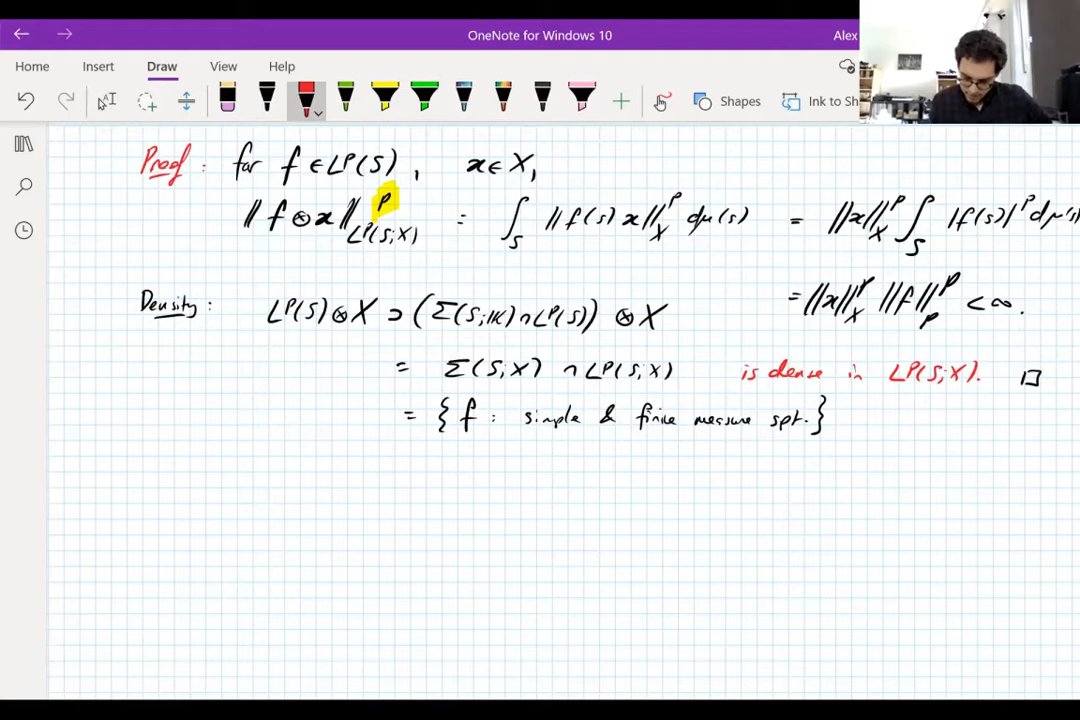 OneNote for Windows 10
Alex
Home Insert Draw View Help
Shapes Ink to Sh
Proof: for f ∈ L^p(S), x ∈ X,
‖f⊗x‖^p_{L^p(S;X)} = ∫_S ‖f(s)x‖^p_X dμ(s) = ‖x‖^p_X ∫_S |f(s)|^p dμ(s)
= ‖x‖^p_X ‖f‖^p_p < ∞.
Density: L^p(S)⊗X ⊃ (Σ(S;𝕂)∩L^p(S)) ⊗ X
= Σ(S;X) ∩ L^p(S;X) is dense in L^p(S;X). □
= {f : simple & finite measure spt.}